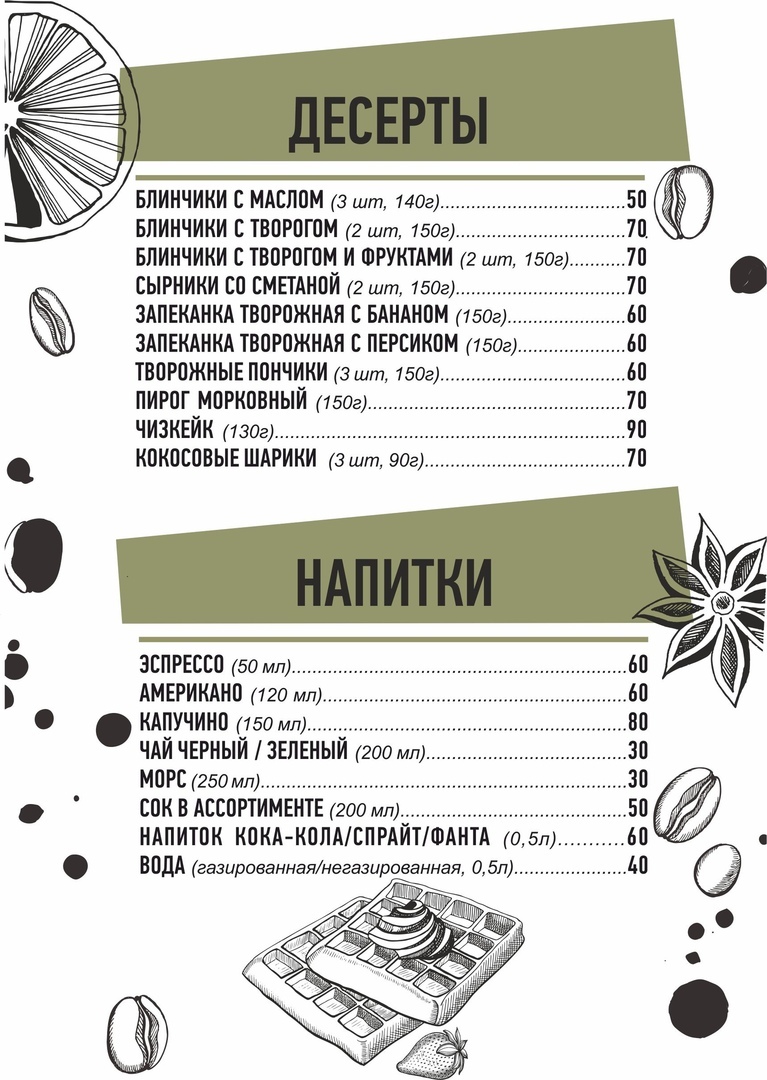 ДЕСЕРТЫ
БЛИНЧИКИ С МАСЛОМ (3 шт, 140г)..............................50
БЛИНЧИКИ С ТВОРОГОМ (2 шт, 150г)...........................70
БЛИНЧИКИ С ТВОРОГОМ И ФРУКТАМИ (2 шт, 150г)..........70
СЫРНИКИ СО СМЕТАНОЙ (2 шт, 150г)...........................70
ЗАПЕКАНКА ТВОРОЖНАЯ С БАНАНОМ (150г)...................60
ЗАПЕКАНКА ТВОРОЖНАЯ С ПЕРСИКОМ (150г)..................60
ТВОРОЖНЫЕ ПОНЧИКИ (3 шт, 150г)..............................60
ПИРОГ МОРКОВНЫЙ (150г)..........................................70
ЧИЗКЕЙК (130г).........................................................90
КОКОСОВЫЕ ШАРИКИ (3 шт, 90г)................................70
НАПИТКИ
ЭСПРЕССО (50 мл)......................................................60
АМЕРИКАНО (120 мл).................................................60
КАПУЧИНО (150 мл)...................................................80
ЧАЙ ЧЕРНЫЙ / ЗЕЛЕНЫЙ (200 мл)................................30
МОРС (250 мл)...........................................................30
СОК В АССОРТИМЕНТЕ (200 мл)....................................50
НАПИТОК КОКА-КОЛА/СПРАЙТ/ФАНТА (0,5л)..........60
ВОДА (газированная/негазированная, 0,5л)..................40